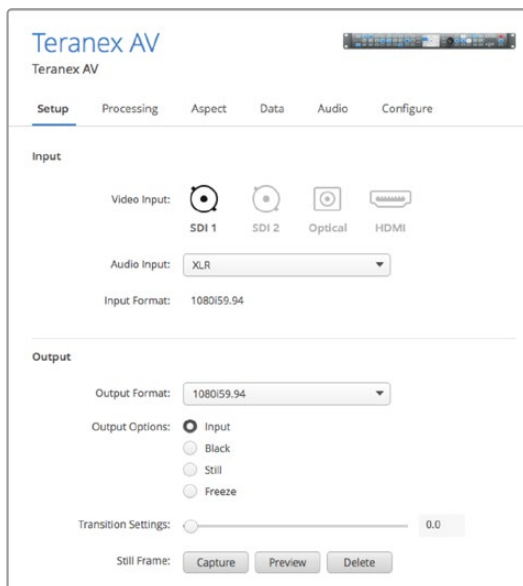 Teranex AV
Teranex AV
Setup Processing Aspect Data Audio Configure
Input
Video Input:
SDI 1 SDI 2 Optical HDMI
Audio Input: XLR
Input Format: 1080i59.94
Output
Output Format: 1080i59.94
Output Options: Input
Black
Still
Freeze
Transition Settings: 0.0
Still Frame: Capture Preview Delete